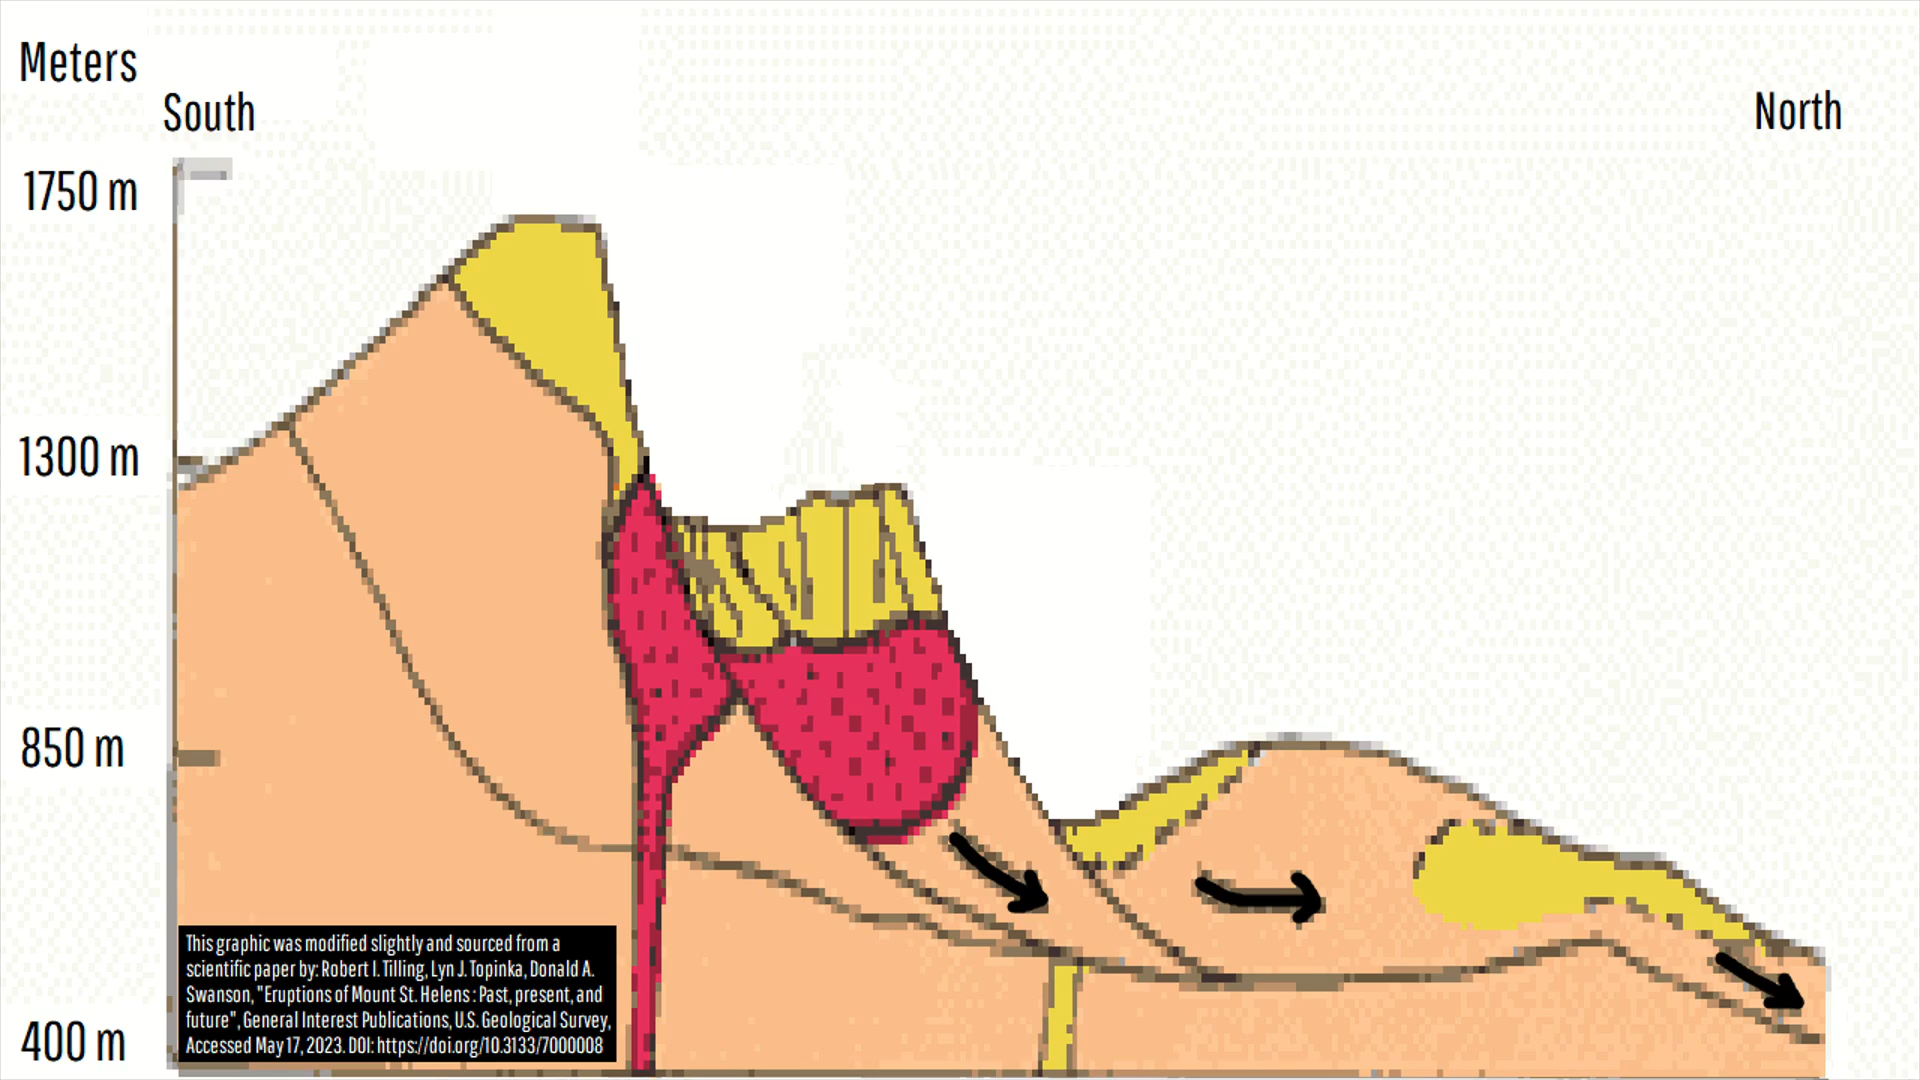 Meters
South
North
1750 m
1300 m
850 m
400 m
This graphic was modified slightly and sourced from a
scientific paper by: Robert I. Tilling, Lyn J. Topinka, Donald A.
Swanson, "Eruptions of Mount St. Helens : Past, present, and
future", General Interest Publications, U.S. Geological Survey,
Accessed May 17, 2023. DOI: https://doi.org/10.3133/7000008